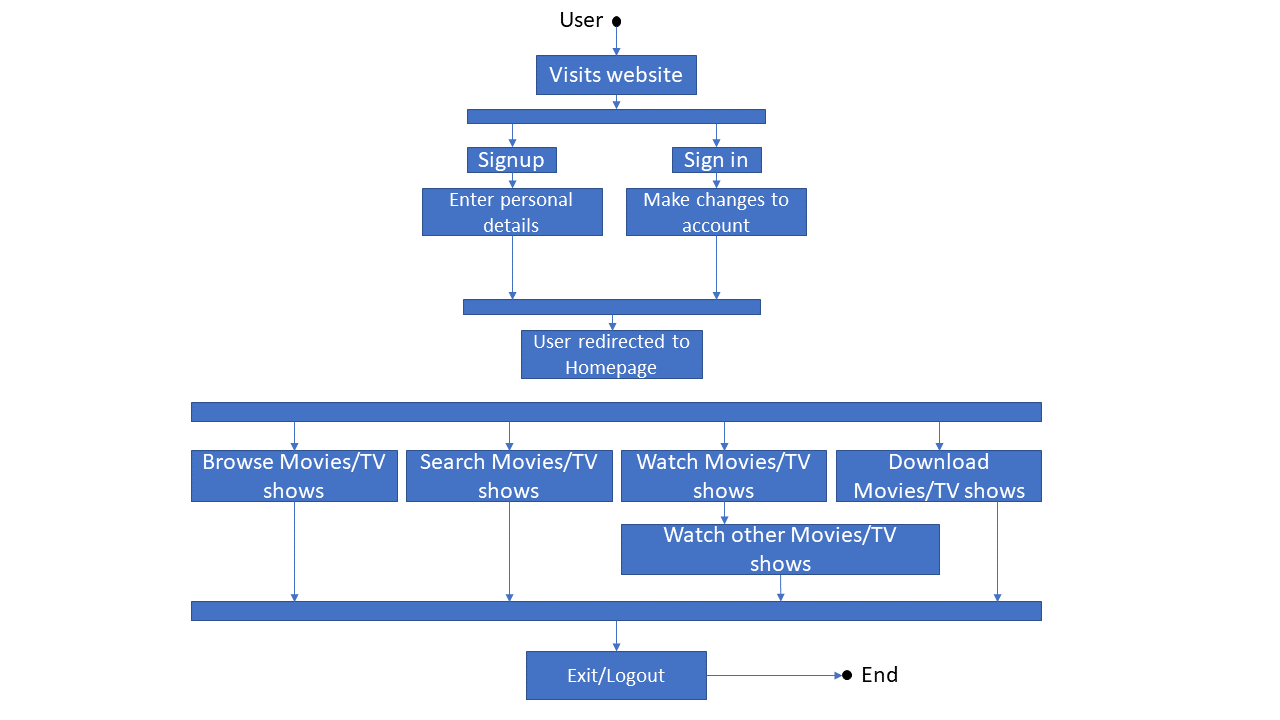 User
Visits website
Signup
Sign in
Enter personal
details
Make changes to
account
User redirected to
Homepage
Browse Movies/TV
shows
Search Movies/TV
shows
Watch Movies/TV
shows
Download
Movies/TV shows
Watch other Movies/TV
shows
Exit/Logout
End